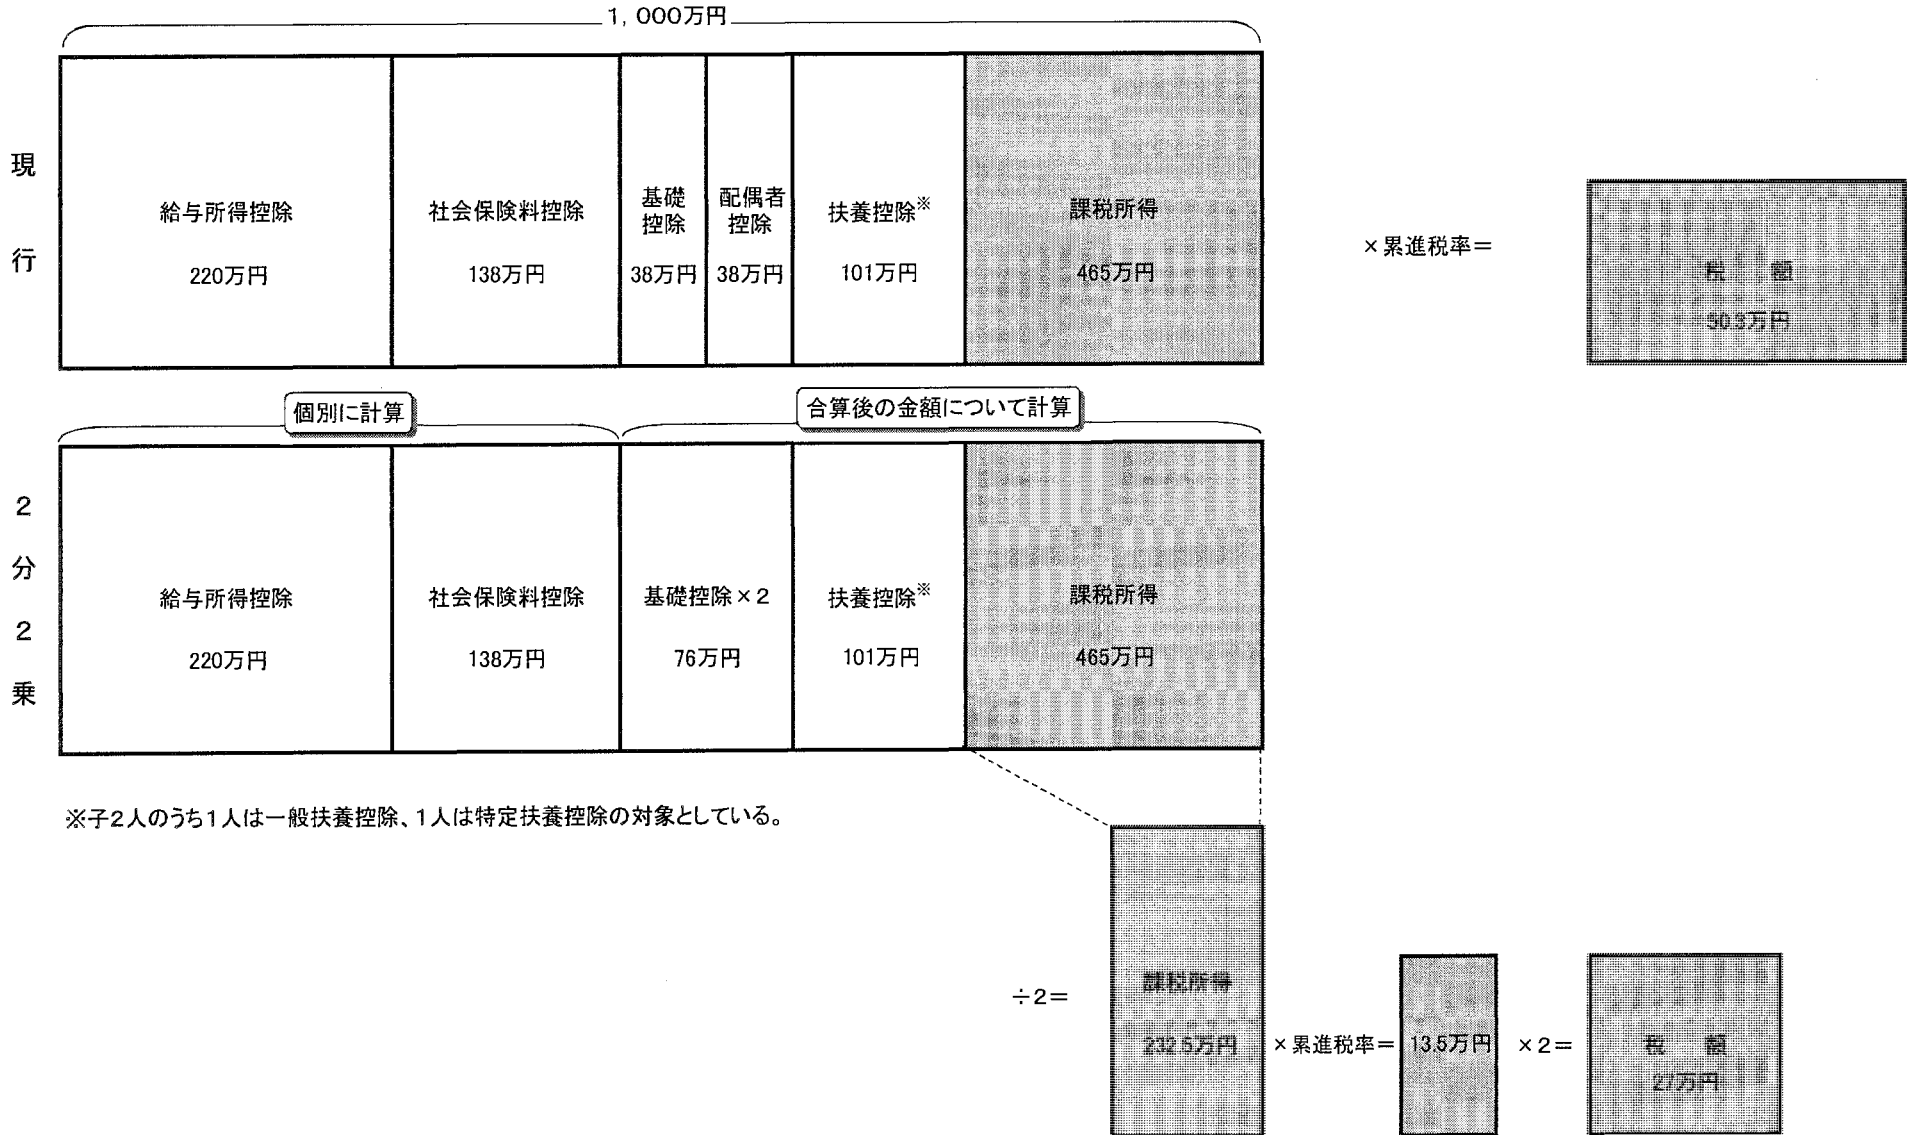 1,000万円
現行
給与所得控除
220万円
社会保険料控除
138万円
基礎
控除
38万円
配偶者
控除
38万円
扶養控除※
101万円
課税所得
465万円
×累進税率=
税 額
50.3万円
個別に計算
合算後の金額について計算
2分2乗
給与所得控除
220万円
社会保険料控除
138万円
基礎控除×2
76万円
扶養控除※
101万円
課税所得
465万円
※子2人のうち1人は一般扶養控除、1人は特定扶養控除の対象としている。
÷2=
課税所得
232.5万円
×累進税率=
13.5万円
×2=
税 額
27万円